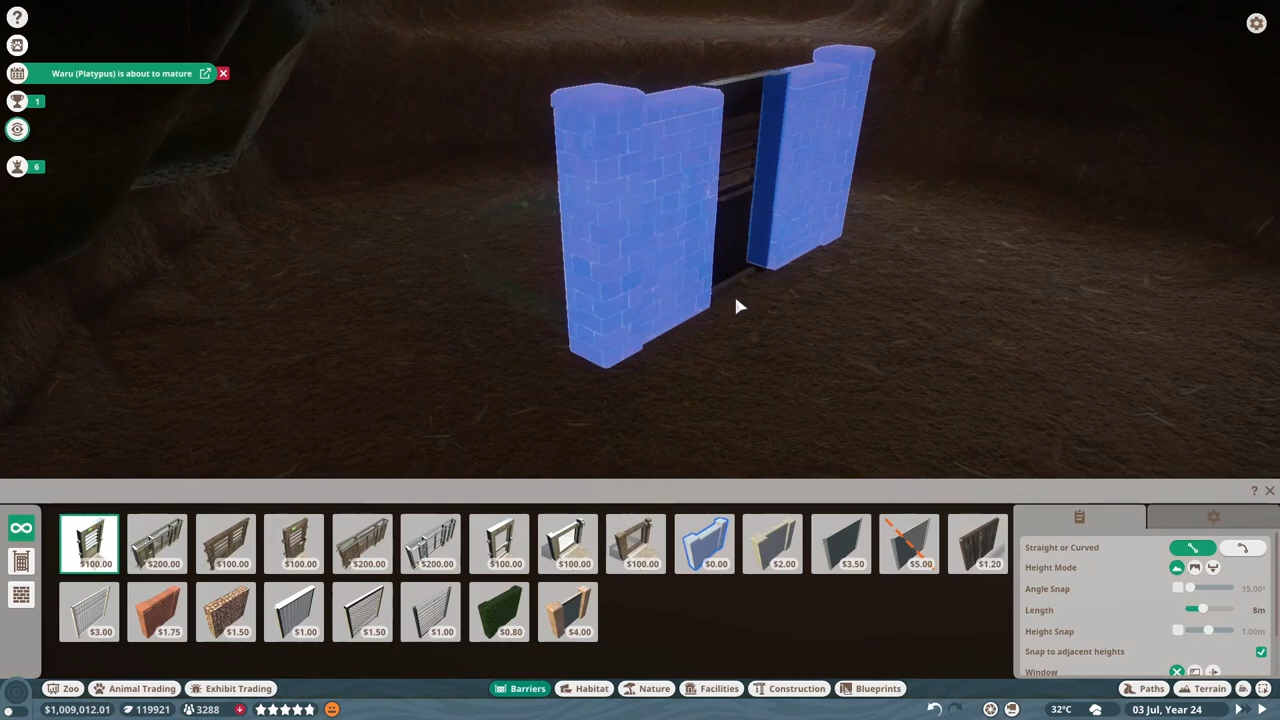 ?
Waru (Platypus) is about to mature
1
6
?
$100.00 $200.00 $100.00 $100.00 $200.00 $200.00 $100.00 $100.00 $100.00 $0.00 $2.00 $3.50 $5.00 $1.20
$3.00 $1.75 $1.50 $1.00 $1.50 $1.00 $0.80 $4.00
Straight or Curved
Height Mode
Angle Snap 15.00°
Length 8m
Height Snap 1.00m
Snap to adjacent heights
Window
Zoo Animal Trading Exhibit Trading Barriers Habitat Nature Facilities Construction Blueprints Paths Terrain
$1,009,012.01 119921 3288 32°C 03 Jul, Year 24